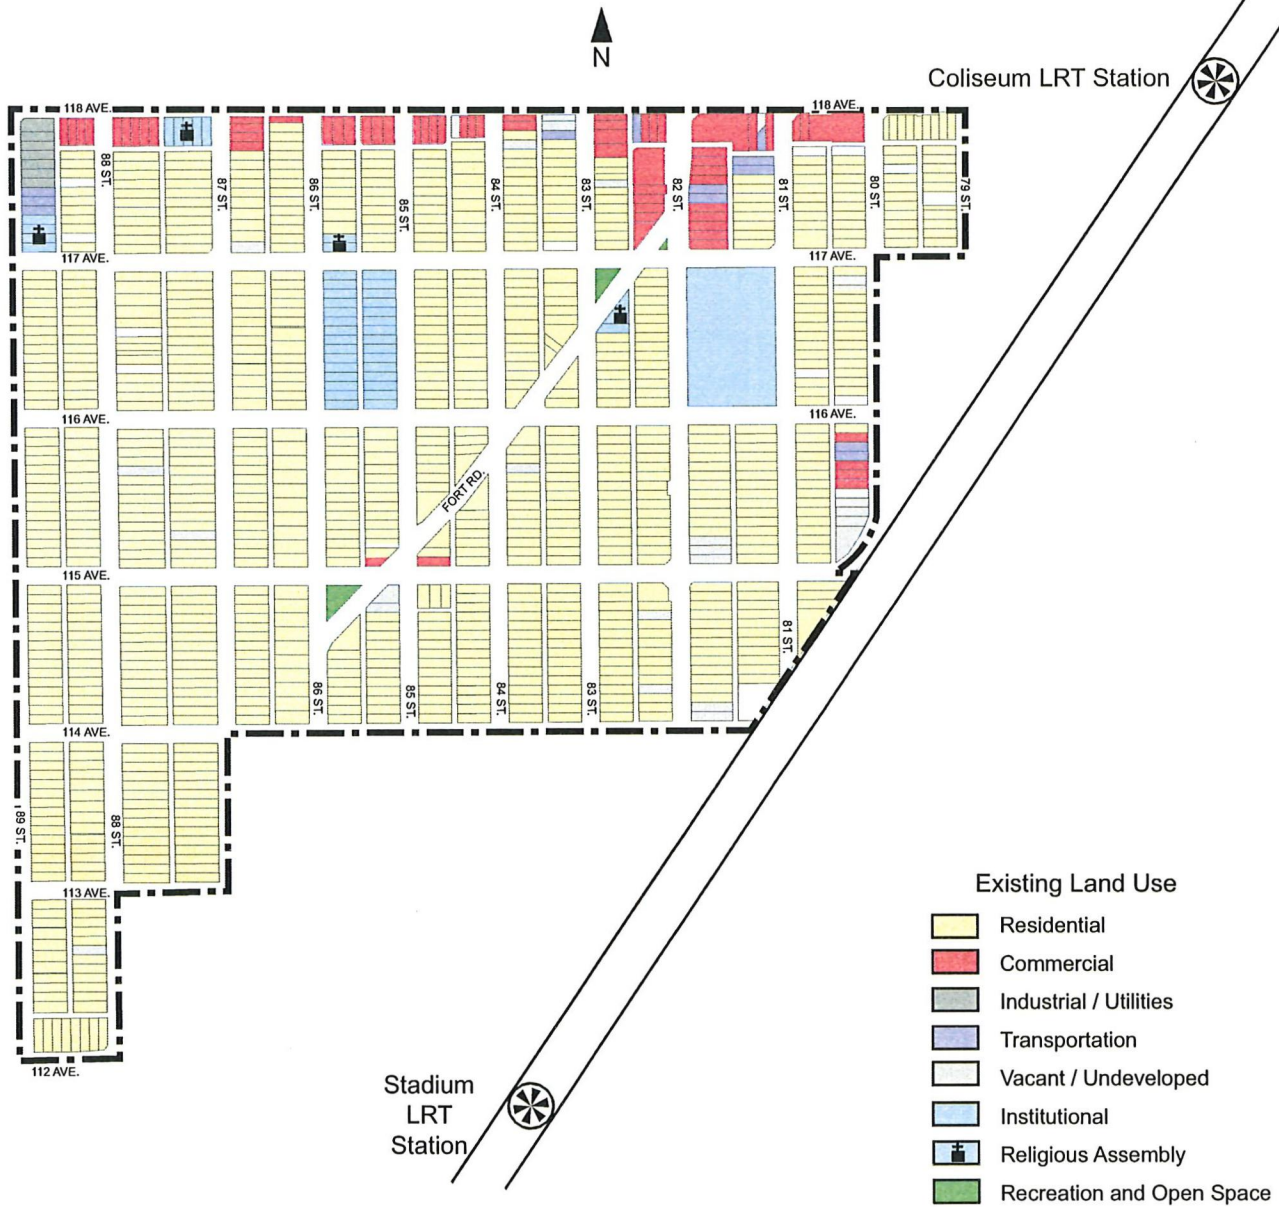 N
Coliseum LRT Station
118 AVE.
118 AVE.
88 ST.
87 ST.
86 ST.
85 ST.
84 ST.
83 ST.
82 ST.
81 ST.
80 ST.
79 ST.
117 AVE.
117 AVE.
116 AVE.
116 AVE.
FORT RD.
115 AVE.
86 ST.
85 ST.
84 ST.
83 ST.
81 ST.
114 AVE.
89 ST.
88 ST.
113 AVE.
112 AVE.
Stadium
LRT
Station
Existing Land Use
Residential
Commercial
Industrial / Utilities
Transportation
Vacant / Undeveloped
Institutional
Religious Assembly
Recreation and Open Space